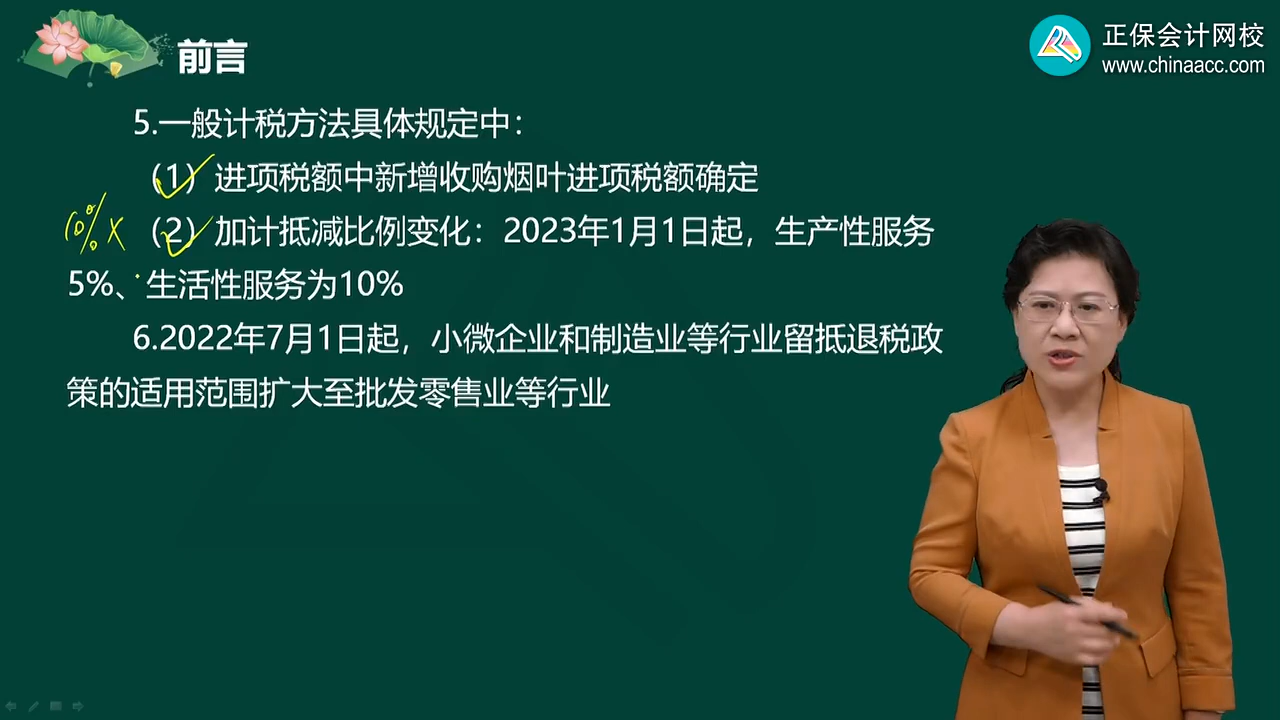 前言
正保会计网校
www.chinaacc.com
5.一般计税方法具体规定中：
（1）进项税额中新增收购烟叶进项税额确定
10% X
（2）加计抵减比例变化：2023年1月1日起，生产性服务
5%、生活性服务为10%
6.2022年7月1日起，小微企业和制造业等行业留抵退税政
策的适用范围扩大至批发零售业等行业